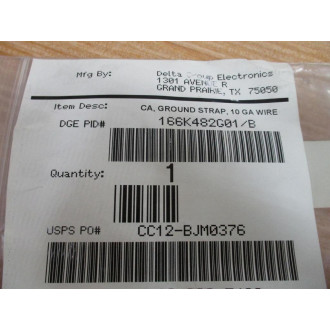 Mfg By: Delta Group Electronics
1301 AVENUE R
GRAND PRAIRIE, TX 75050
Item Desc: CA, GROUND STRAP, 10 GA WIRE
DGE PID# 166K482G01/B
Quantity: 1
USPS PO# CC12-BJM0376